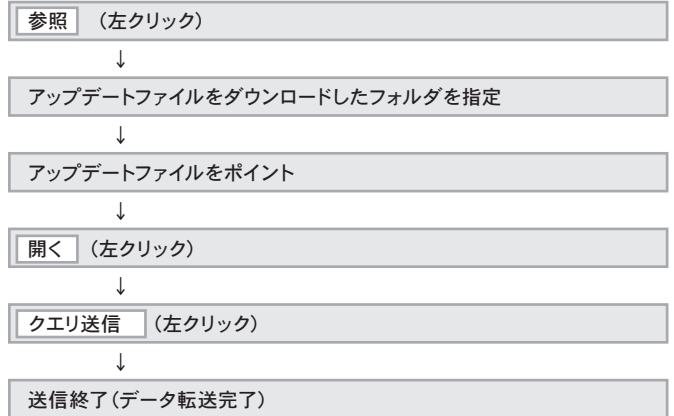 参照 （左クリック）
↓
アップデートファイルをダウンロードしたフォルダを指定
↓
アップデートファイルをポイント
↓
開く （左クリック）
↓
クエリ送信 （左クリック）
↓
送信終了（データ転送完了）